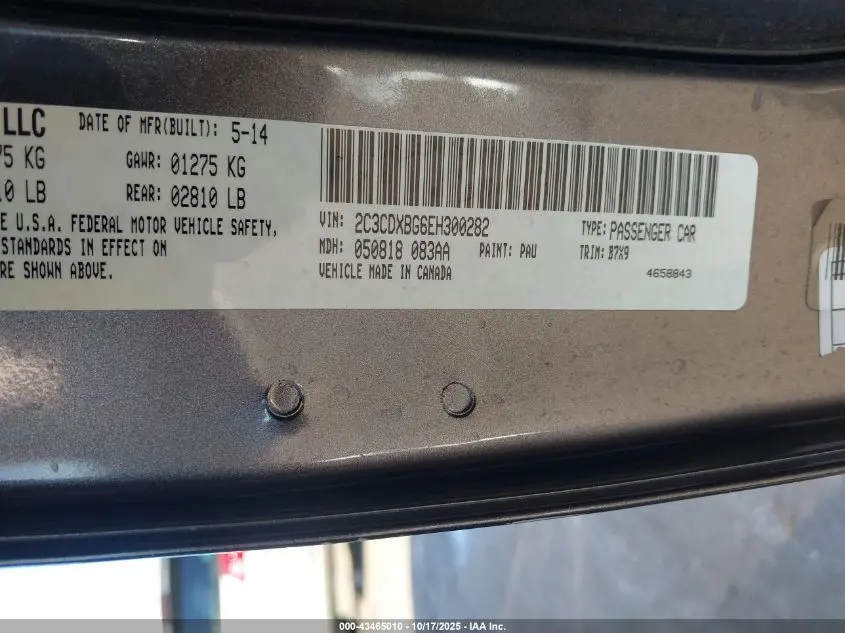 LLC DATE OF MFR(BUILT): 5-14
75 KG GAWR: 01275 KG
10 LB REAR: 02810 LB
E U.S.A. FEDERAL MOTOR VEHICLE SAFETY,
STANDARDS IN EFFECT ON
RE SHOWN ABOVE.
VIN: 2C3CDXBG6EH300282 TYPE: PASSENGER CAR
MDH: 050818 083AA PAINT: PAU TRIM: B7X9
VEHICLE MADE IN CANADA 4658843
000-43465010 | 10/17/2025 - IAA Inc.